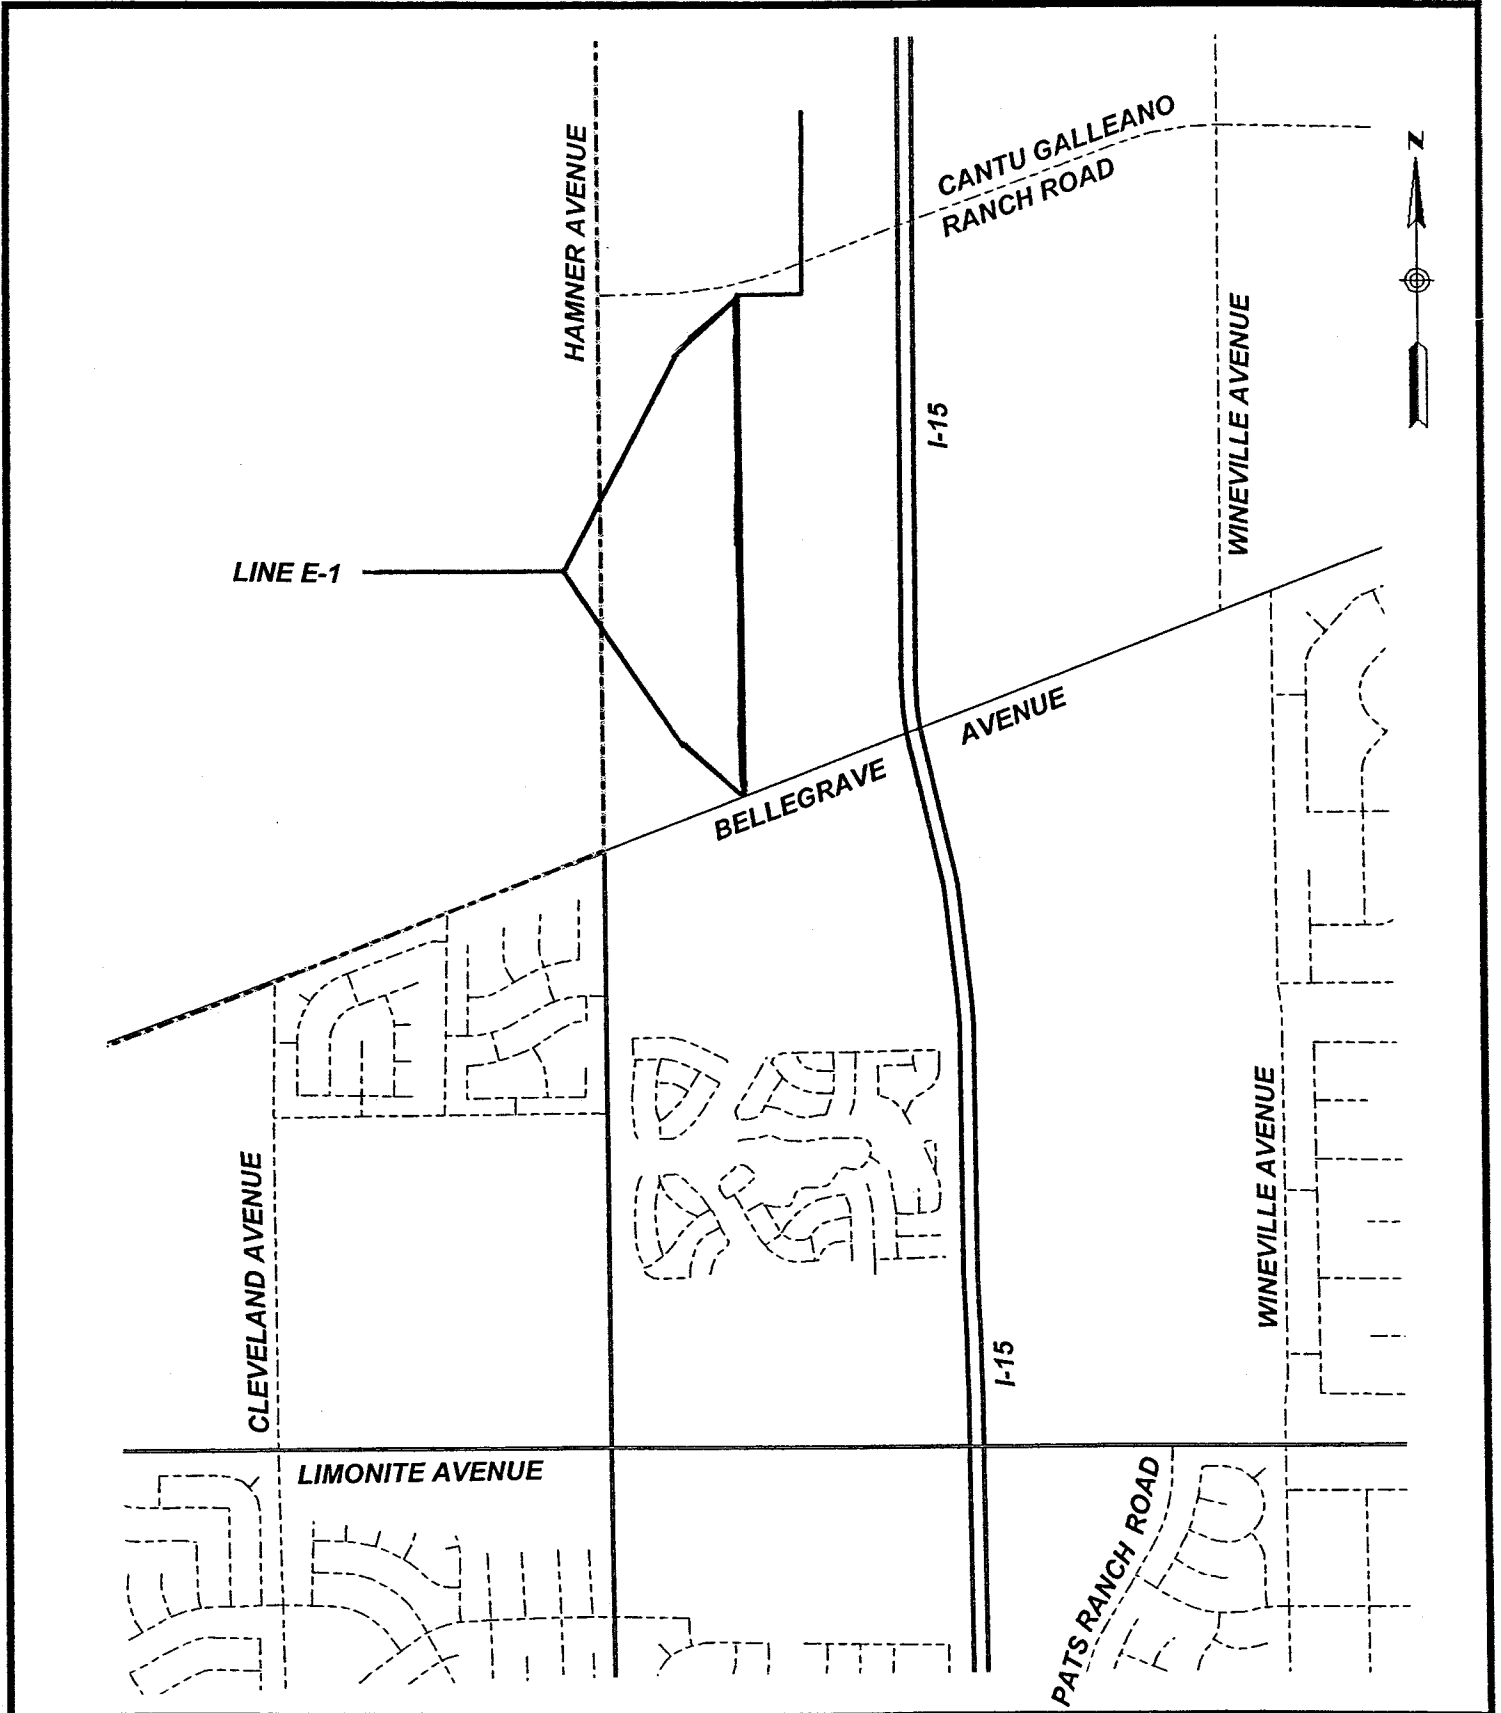 HAMNER AVENUE
CANTU GALLEANO
RANCH ROAD
N
WINEVILLE AVENUE
I-15
LINE E-1
AVENUE
BELLEGRAVE
WINEVILLE AVENUE
CLEVELAND AVENUE
I-15
LIMONITE AVENUE
PATS RANCH ROAD